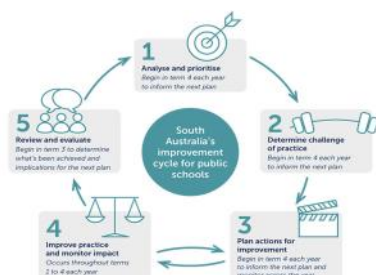 1
Analyse and prioritise
Begin in term 4 each year
to inform the next plan
2
Determine challenge
of practice
Begin in term 4 each year
to inform the next plan
3
Plan actions for
improvement
Begin in term 4 each year
to inform the next plan and
4
Improve practice
and monitor impact
Occurs throughout terms
1 to 4 each year
5
Review and evaluate
Begin in term 3 to determine
what's been achieved and
implications for the next plan
South
Australia's
improvement
cycle for public
schools